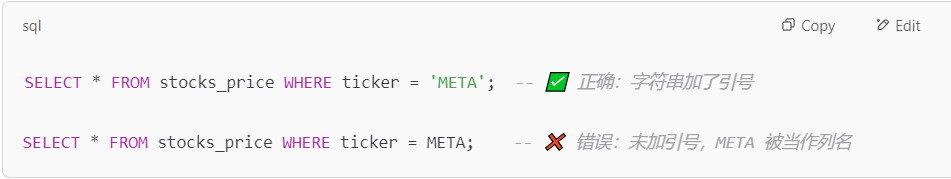 sql Copy Edit
SELECT * FROM stocks_price WHERE ticker = 'META'; -- ✅ 正确：字符串加了引号
SELECT * FROM stocks_price WHERE ticker = META; -- ❌ 错误：未加引号，META 被当作列名